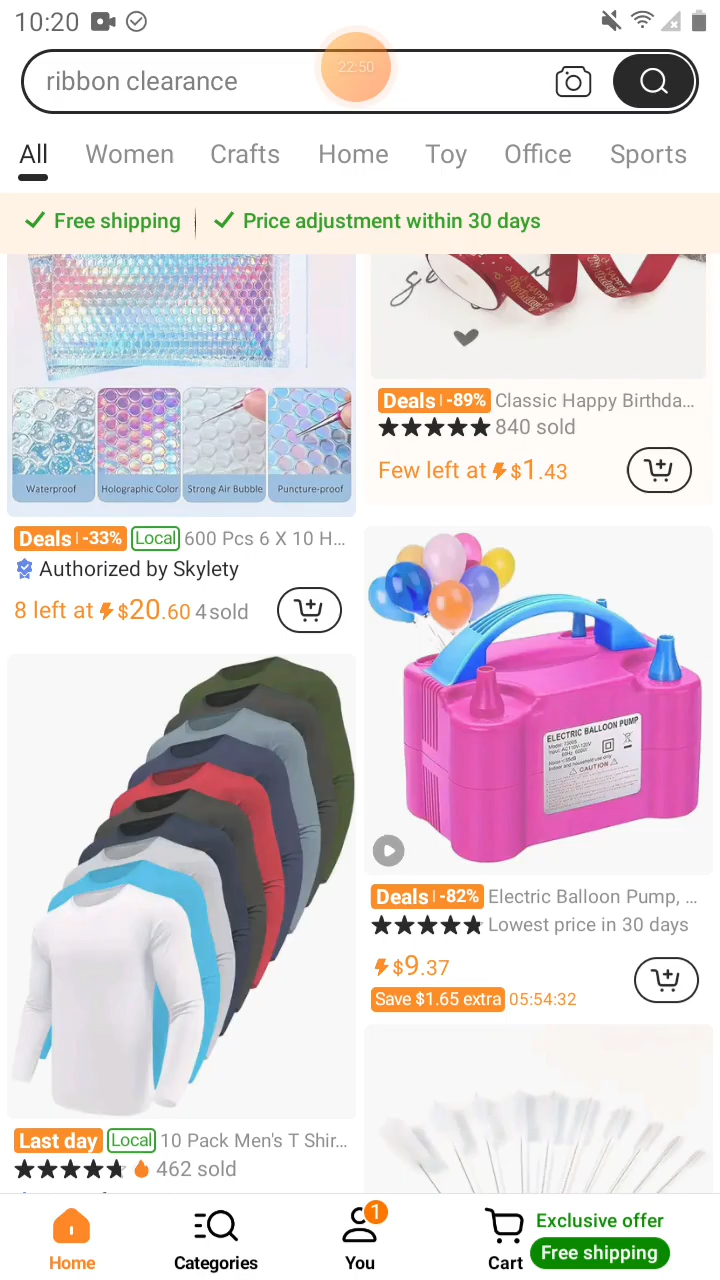 10:20
22:50
ribbon clearance
All Women Crafts Home Toy Office Sports
Free shipping Price adjustment within 30 days
Waterproof Holographic Color Strong Air Bubble Puncture-proof
Deals -33% Local 600 Pcs 6 X 10 H...
Authorized by Skylety
8 left at $20.60 4 sold
Deals -89% Classic Happy Birthda...
840 sold
Few left at $1.43
ELECTRIC BALLOON PUMP
CAUTION
Deals -82% Electric Balloon Pump, ...
Lowest price in 30 days
$9.37
Save $1.65 extra 05:54:32
Last day Local 10 Pack Men's T Shir...
462 sold
Home
Categories
1
You
Cart
Exclusive offer
Free shipping